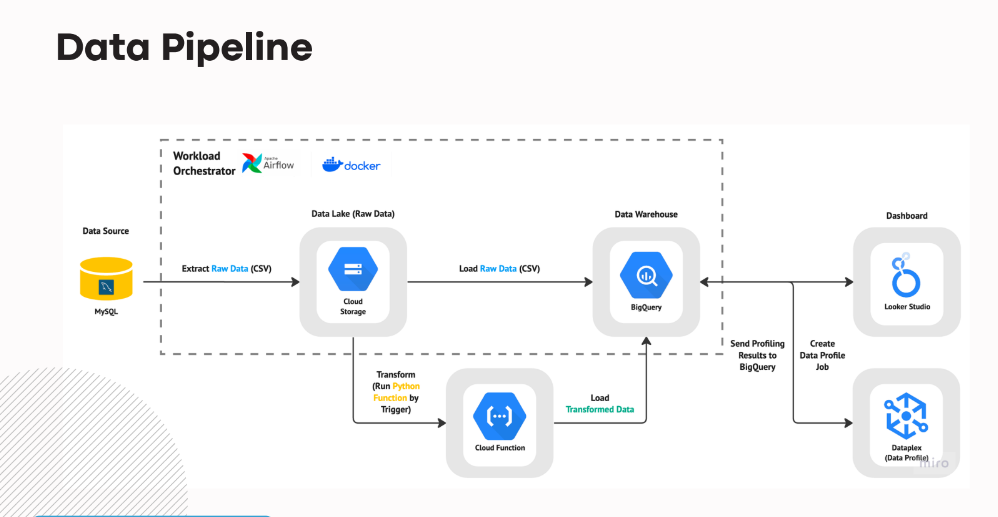 Data Pipeline
Workload
Orchestrator
Apache
Airflow
docker
Data Source
MySQL
Extract Raw Data (CSV)
Data Lake (Raw Data)
Cloud
Storage
Load Raw Data (CSV)
Data Warehouse
BigQuery
Dashboard
Looker Studio
Transform
(Run Python
Function by
Trigger)
Cloud Function
Load
Transformed Data
Send Profiling
Results to
BigQuery
Create
Data Profile
Job
Dataplex
(Data Profile)
miro